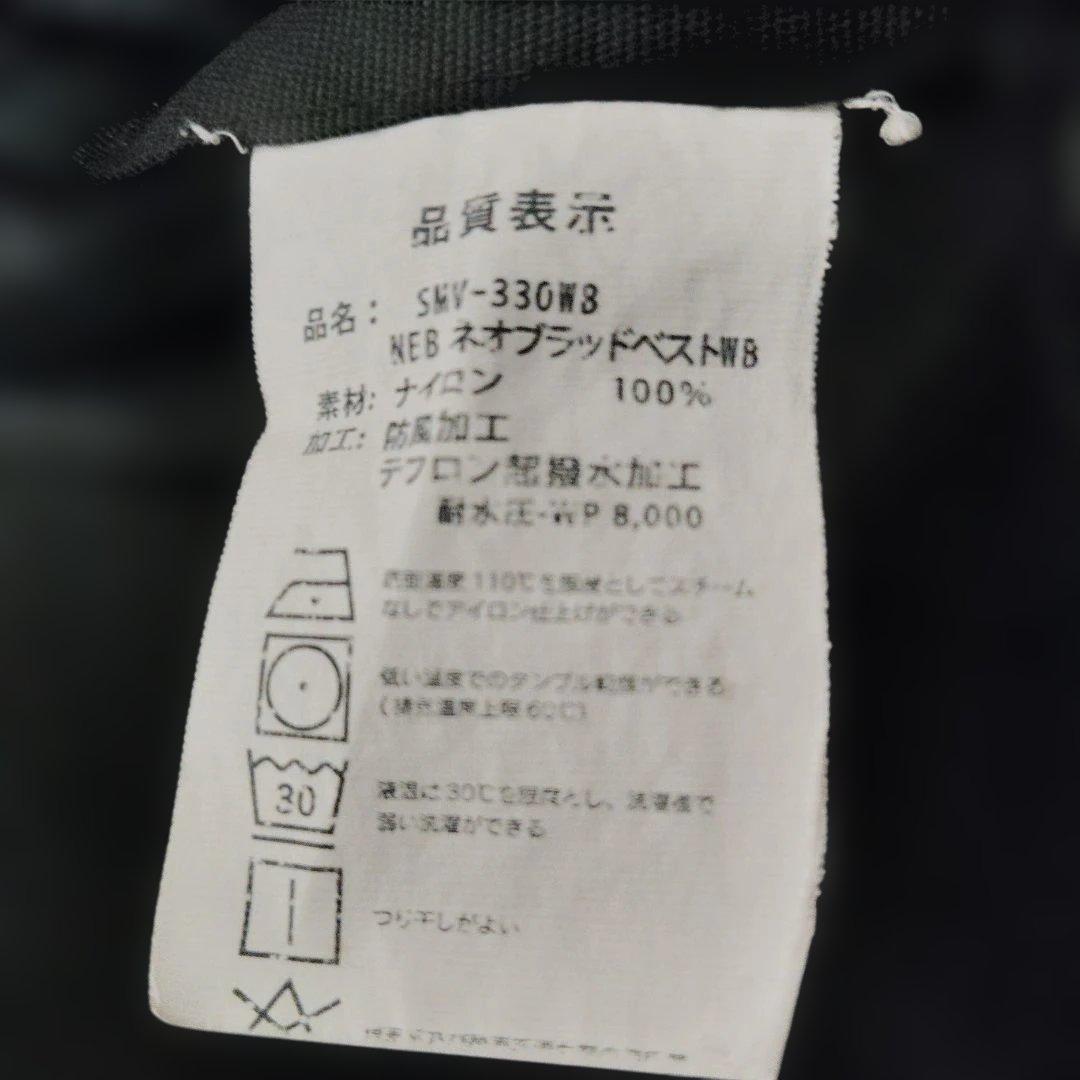 品質表示
品名： SMV-330WB
NEB ネオブラッドベストWB
素材: ナイロン 100%
加工: 防風加工
テフロン超撥水加工
耐水圧-WP 8,000
底面温度110℃を限度としてスチーム
なしでアイロン仕上げができる
低い温度でのタンブル乾燥ができる
(排気温度上限60℃)
30
液温は30℃を限度とし、洗濯機で
弱い洗濯ができる
つり干しがよい